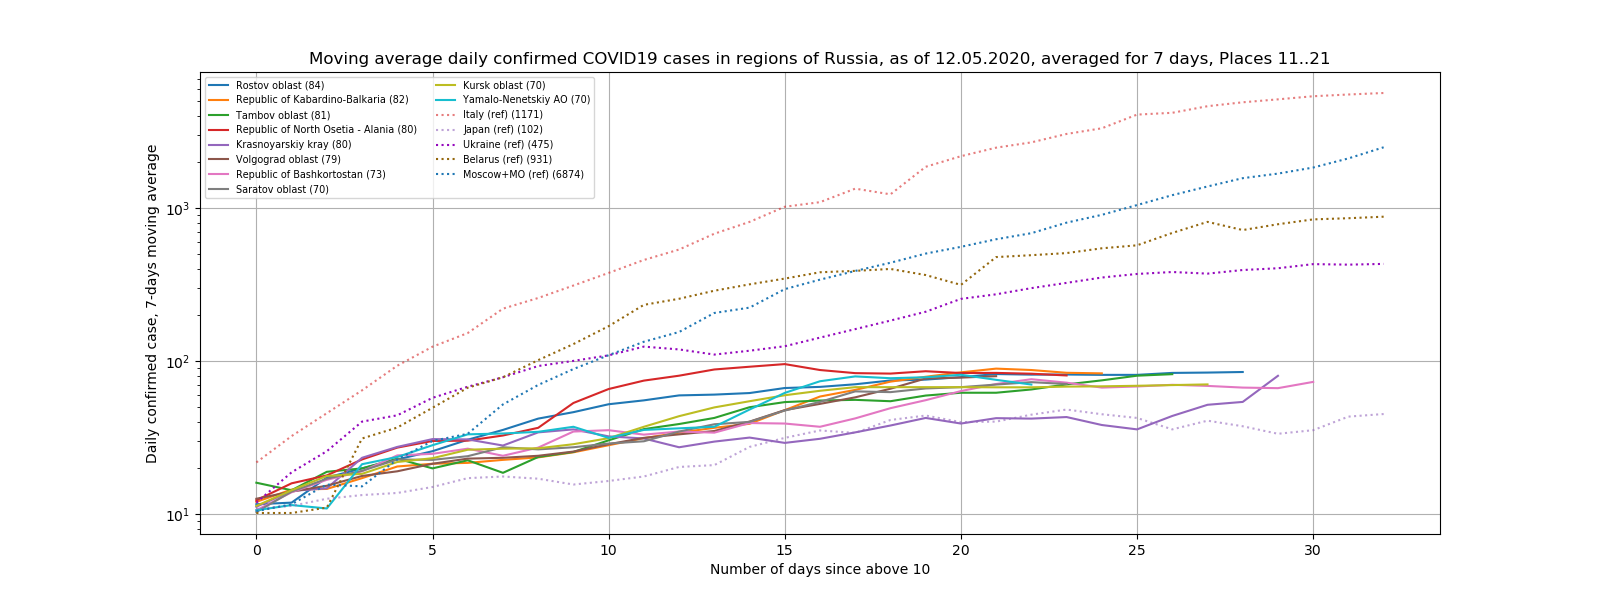 Moving average daily confirmed COVID19 cases in regions of Russia, as of 12.05.2020, averaged for 7 days, Places 11..21
Rostov oblast (84)
Republic of Kabardino-Balkaria (82)
Tambov oblast (81)
Republic of North Osetia - Alania (80)
Krasnoyarskiy kray (80)
Volgograd oblast (79)
Republic of Bashkortostan (73)
Saratov oblast (70)
Kursk oblast (70)
Yamalo-Nenetskiy AO (70)
Italy (ref) (1171)
Japan (ref) (102)
Ukraine (ref) (475)
Belarus (ref) (931)
Moscow+MO (ref) (6874)
Daily confirmed case, 7-days moving average
10³
10²
10¹
0 5 10 15 20 25 30
Number of days since above 10